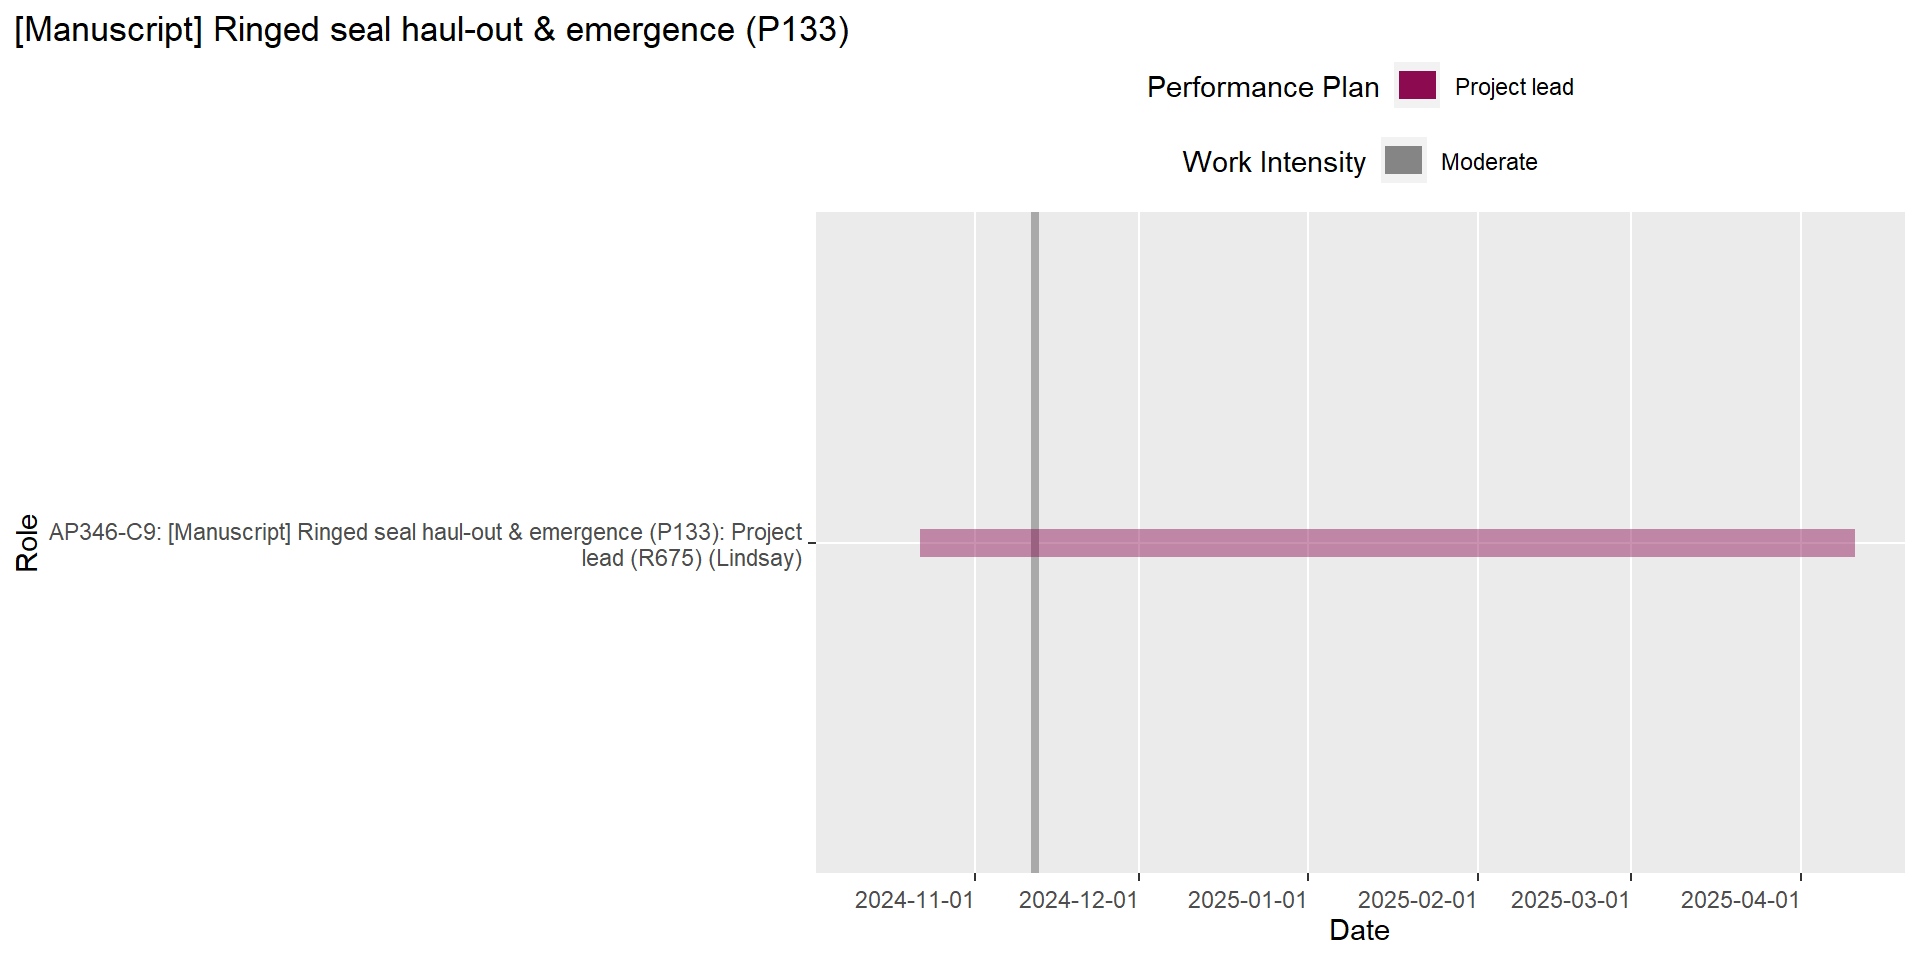 [Manuscript] Ringed seal haul-out & emergence (P133)
Performance Plan
Project lead
Work Intensity
Moderate
Role
AP346-C9: [Manuscript] Ringed seal haul-out & emergence (P133): Project
lead (R675) (Lindsay)
2024-11-01
2024-12-01
2025-01-01
2025-02-01
2025-03-01
2025-04-01
Date